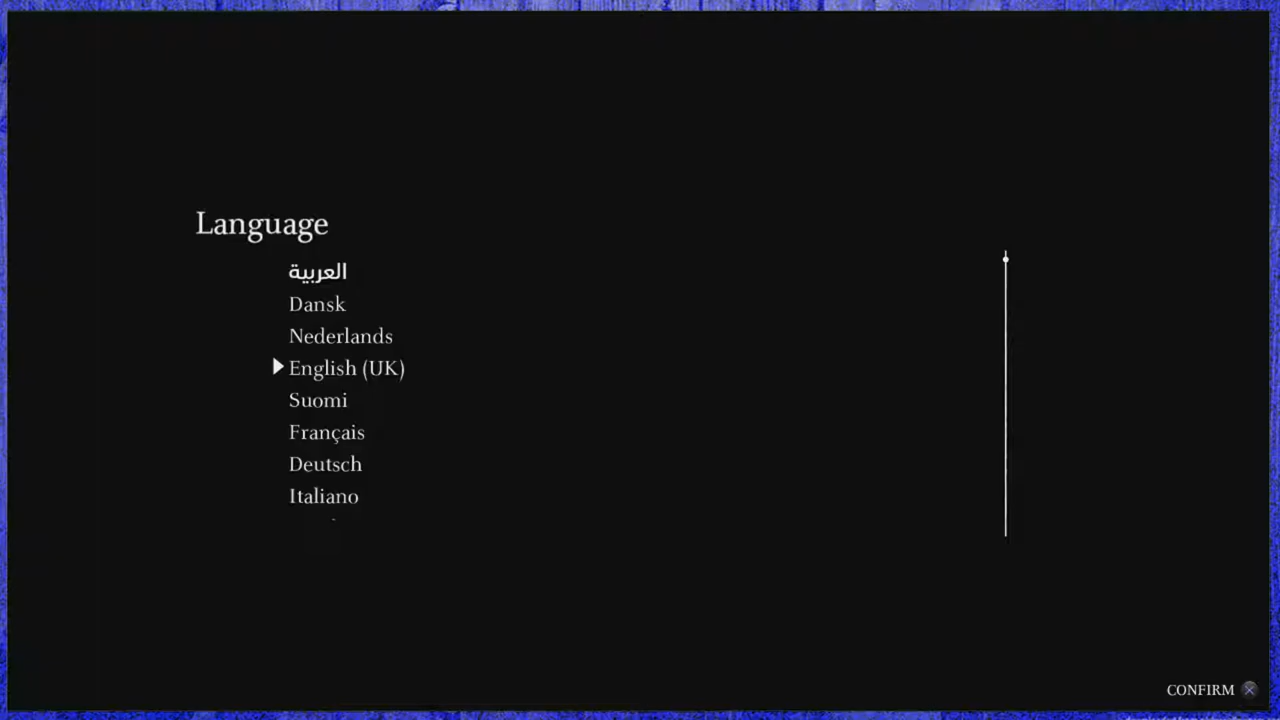 Language
العربية
Dansk
Nederlands
English (UK)
Suomi
Français
Deutsch
Italiano
CONFIRM